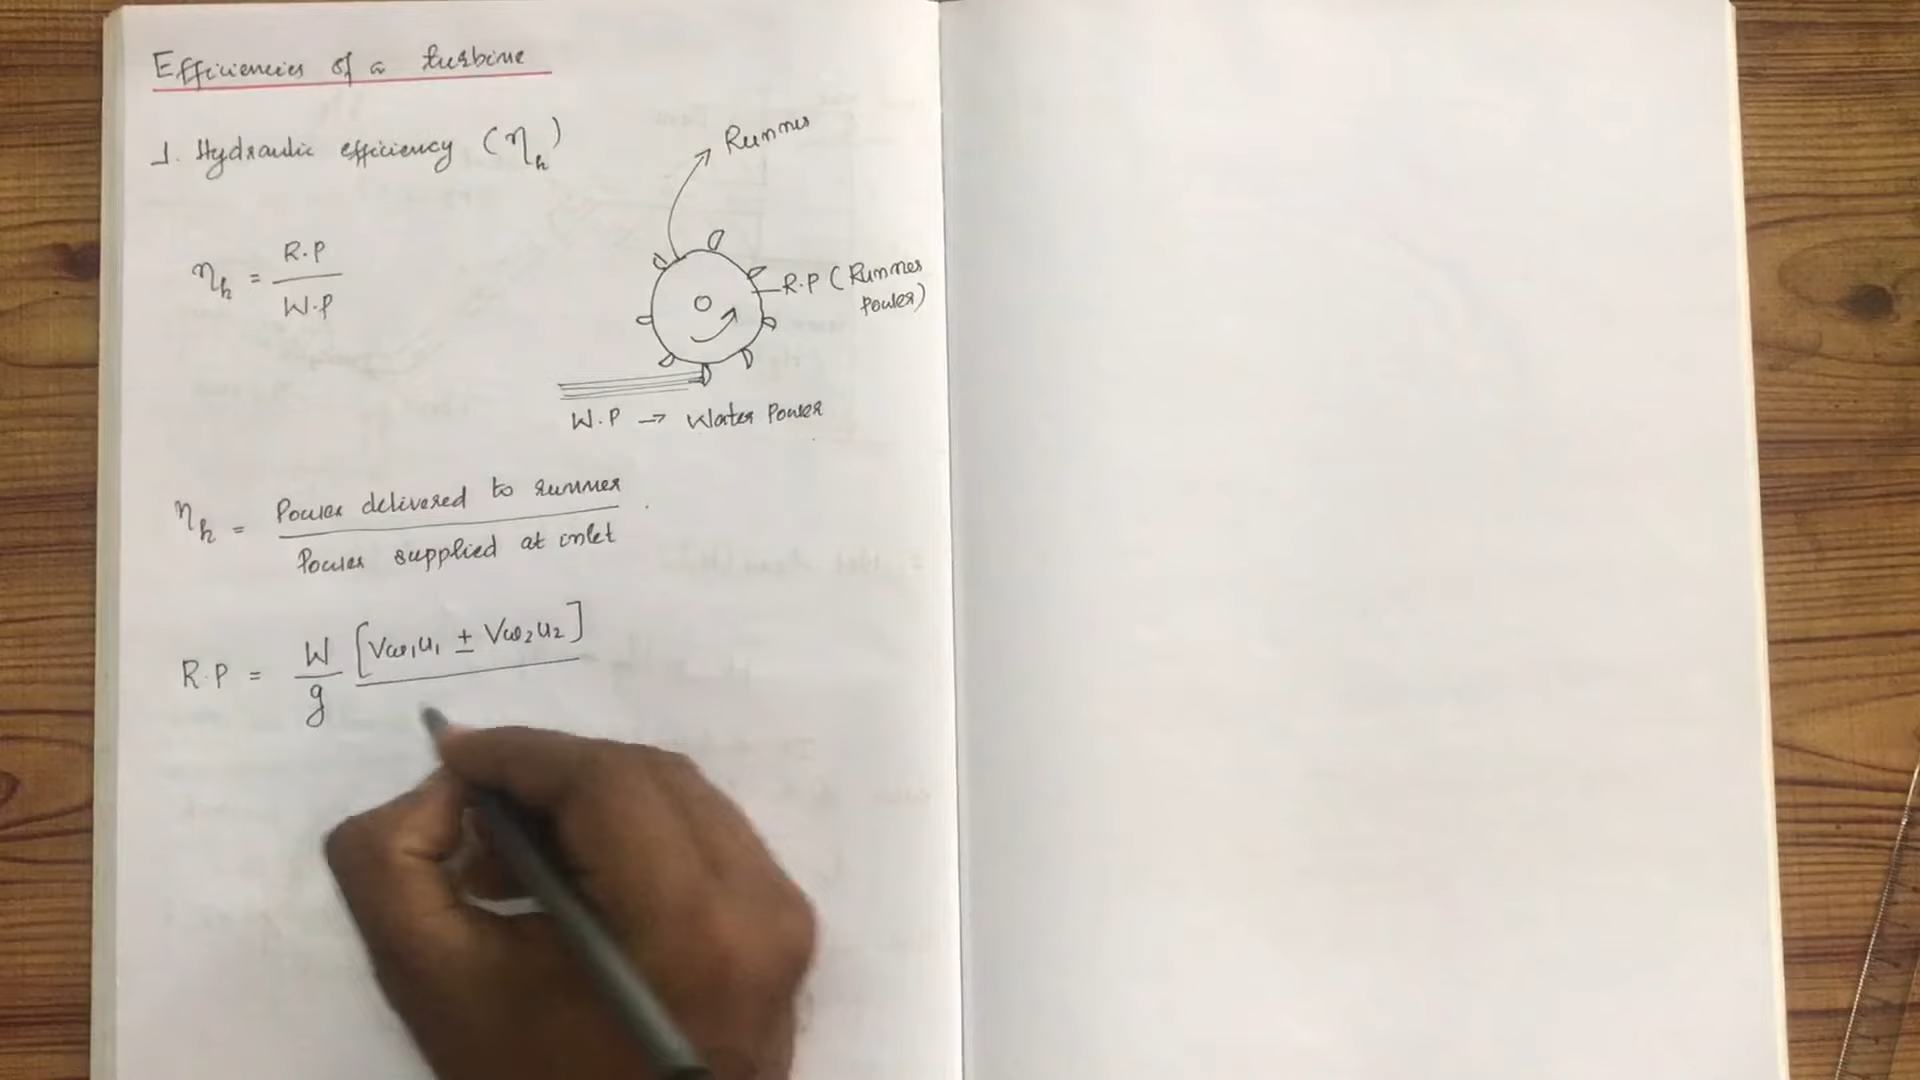 Efficiencies of a turbine
1. Hydraulic efficiency (ηh)
Runner
ηh = R.P / W.P
R.P (Runner
Power)
W.P → Water Power
ηh = Power delivered to runner / Power supplied at inlet
R.P = W / g [Vw1u1 ± Vw2u2]